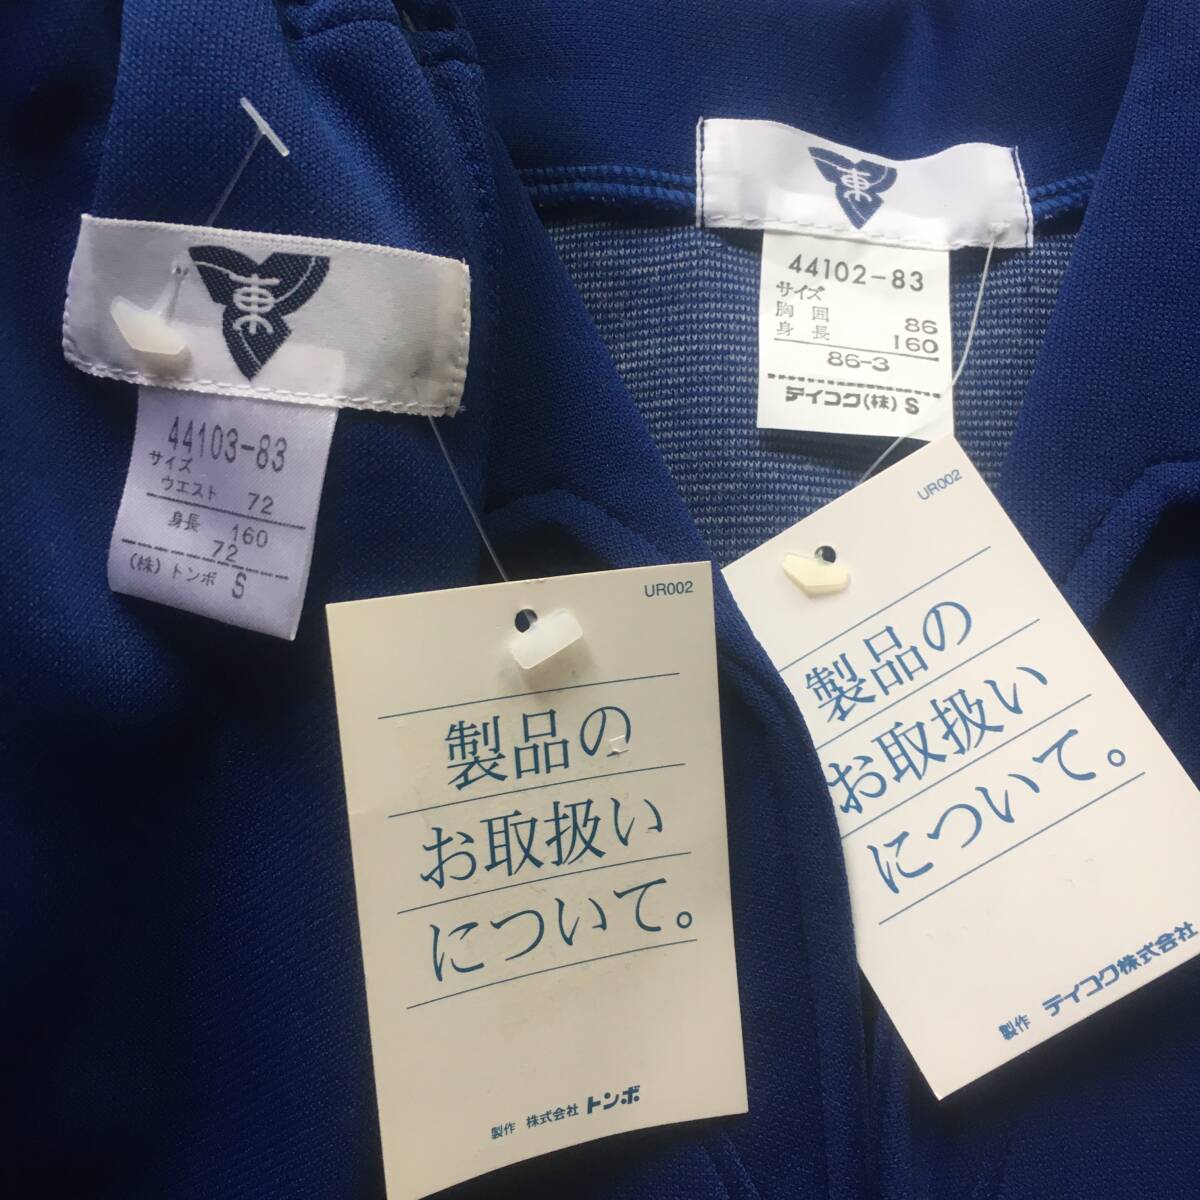 東
44103-83
サイズ
ウエスト 72
身長 160
72
(株)トンボ S
東
44102-83
サイズ
胸囲 86
身長 160
86-3
テイコク(株) S
UR002
製品の
お取扱い
について。
製作 株式会社 トンボ
UR002
製品の
お取扱い
について。
製作 テイコク株式会社